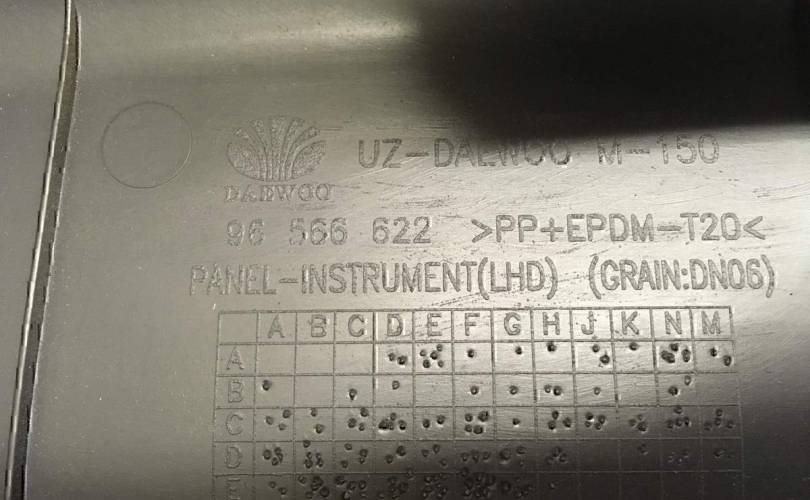 UZ-DAEWOO M-150
DAEWOO
96 566 622 >PP+EPDM-T20<
PANEL-INSTRUMENT(LHD) (GRAIN:DN06)
A B C D E F G H J K N M
A
B
C
D
E